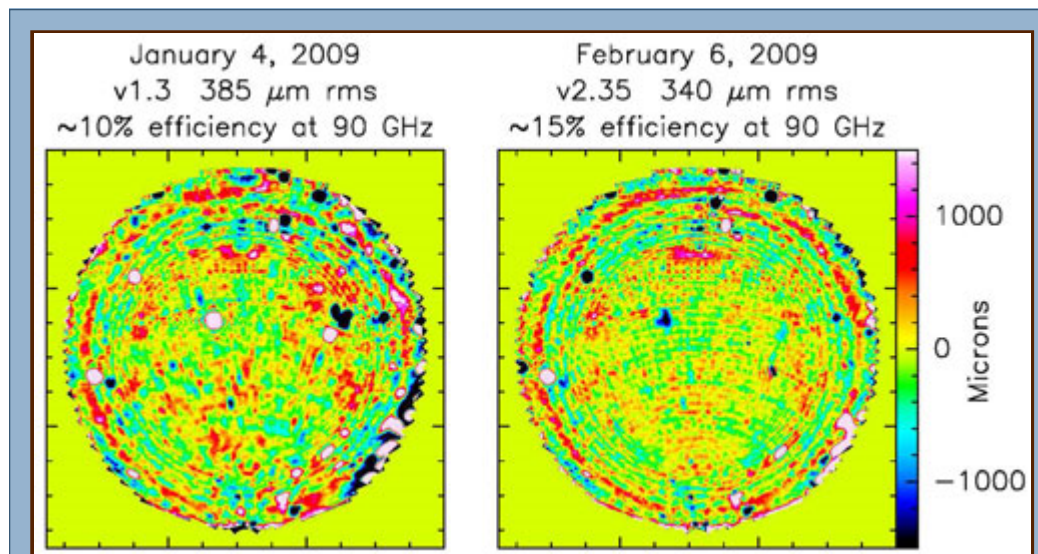 January 4, 2009
v1.3 385 μm rms
~10% efficiency at 90 GHz
February 6, 2009
v2.35 340 μm rms
~15% efficiency at 90 GHz
1000
0
−1000
Microns